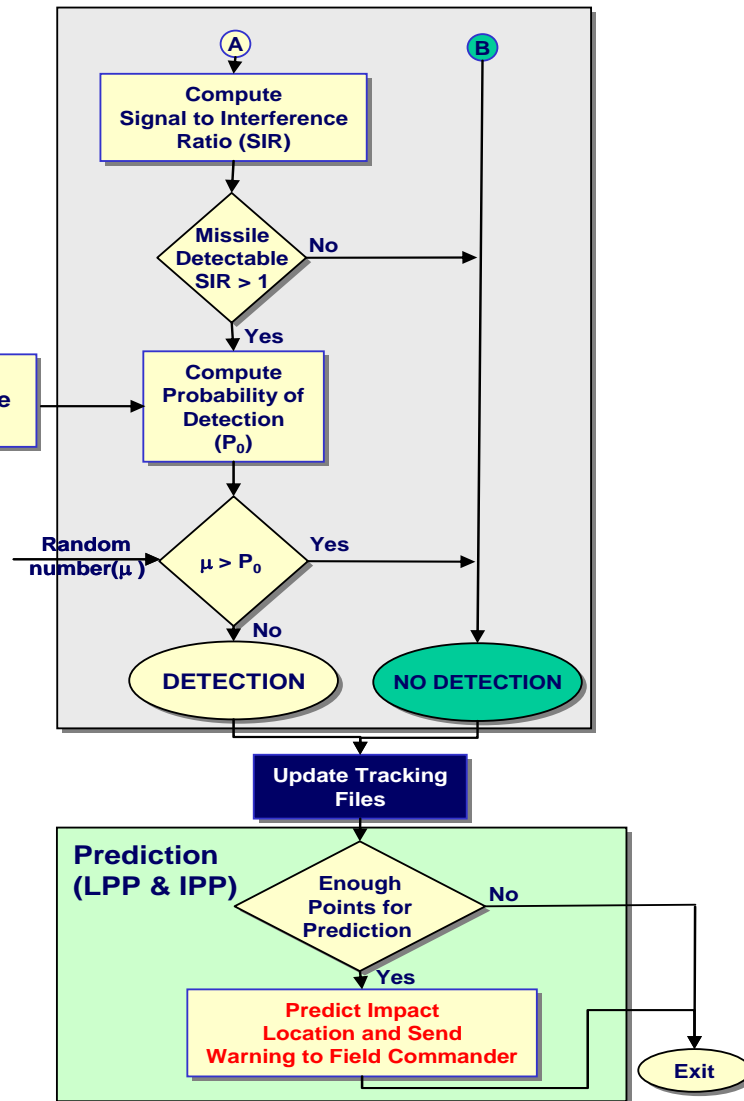 A
B
Compute
Signal to Interference
Ratio (SIR)
Missile
Detectable
SIR > 1
No
Yes
Compute
Probability of
Detection
(P₀)
e
Random
number(μ )
μ > P₀
Yes
No
DETECTION
NO DETECTION
Update Tracking
Files
Prediction
(LPP & IPP)
Enough
Points for
Prediction
No
Yes
Predict Impact
Location and Send
Warning to Field Commander
Exit